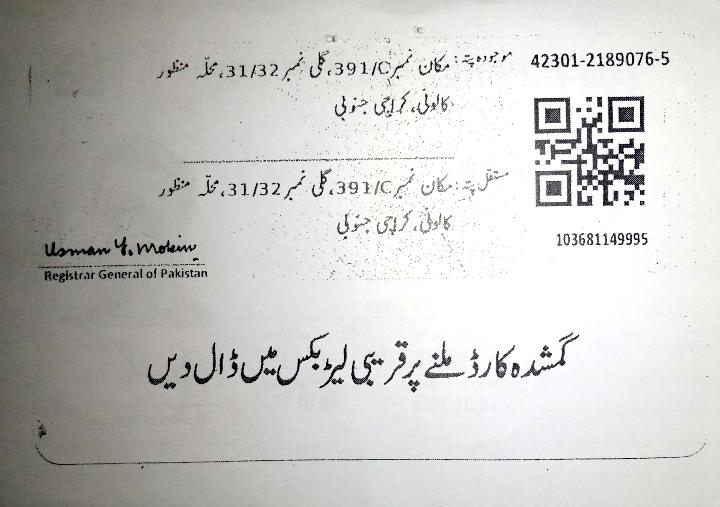 42301-2189076-5
موجودہ پتہ: مکان نمبر 391/C، گلی نمبر 31/32، محلّہ منظور
کالونی، کراچی جنوبی
مستقل پتہ: مکان نمبر 391/C، گلی نمبر 31/32، محلّہ منظور
کالونی، کراچی جنوبی
103681149995
Usman Y. Mobin
Registrar General of Pakistan
گمشدہ کارڈ ملنے پر قریبی لیٹر بکس میں ڈال دیں